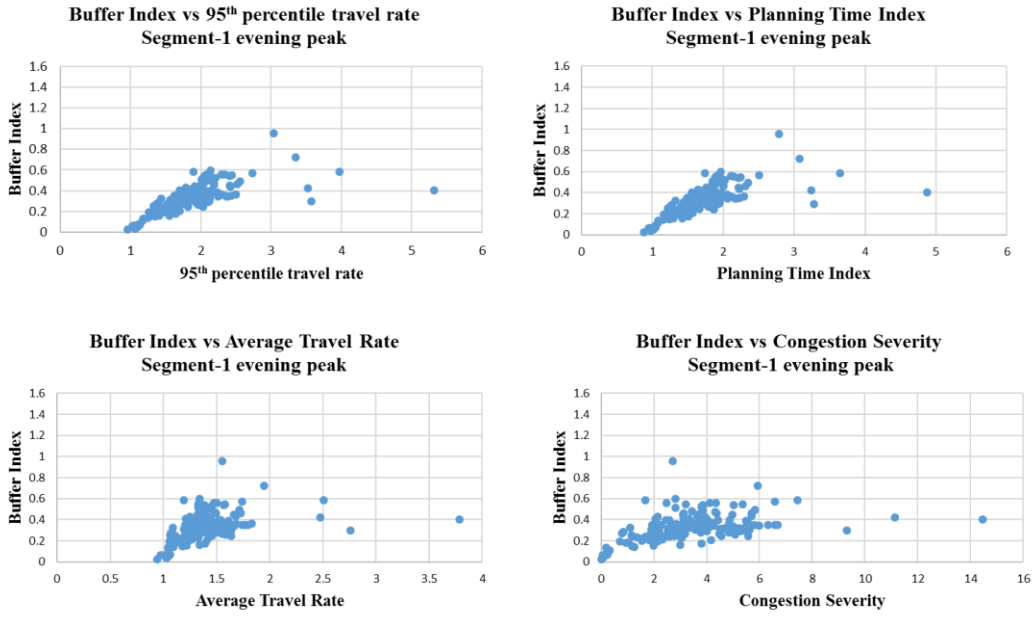 Buffer Index vs 95th percentile travel rate
Segment-1 evening peak
1.6
1.4
1.2
1
0.8
0.6
0.4
0.2
0
Buffer Index
0 1 2 3 4 5 6
95th percentile travel rate
Buffer Index vs Planning Time Index
Segment-1 evening peak
1.6
1.4
1.2
1
0.8
0.6
0.4
0.2
0
Buffer Index
0 1 2 3 4 5 6
Planning Time Index
Buffer Index vs Average Travel Rate
Segment-1 evening peak
1.6
1.4
1.2
1
0.8
0.6
0.4
0.2
0
Buffer Index
0 0.5 1 1.5 2 2.5 3 3.5 4
Average Travel Rate
Buffer Index vs Congestion Severity
Segment-1 evening peak
1.6
1.4
1.2
1
0.8
0.6
0.4
0.2
0
Buffer Index
0 2 4 6 8 10 12 14 16
Congestion Severity